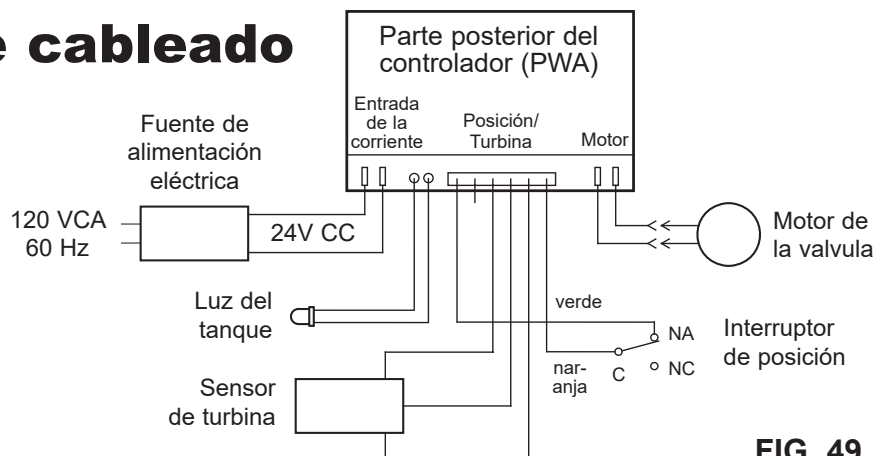 e cableado
Parte posterior del
controlador (PWA)
Entrada
de la
corriente
Posición/
Turbina
Motor
Fuente de
alimentación
eléctrica
120 VCA
60 Hz
24V CC
Motor de
la valvula
Luz del
tanque
verde
NA
NC
C
nar-
anja
Interruptor
de posición
Sensor
de turbina
FIG. 49